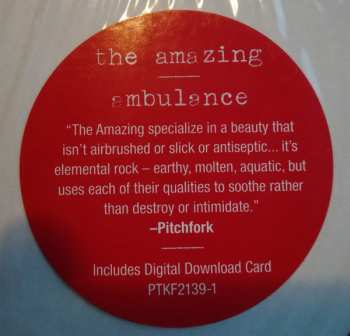 the amazing
ambulance
“The Amazing specialize in a beauty that
isn’t airbrushed or slick or antiseptic... it’s
elemental rock – earthy, molten, aquatic, but
uses each of their qualities to soothe rather
than destroy or intimidate.”
–Pitchfork
Includes Digital Download Card
PTKF2139-1